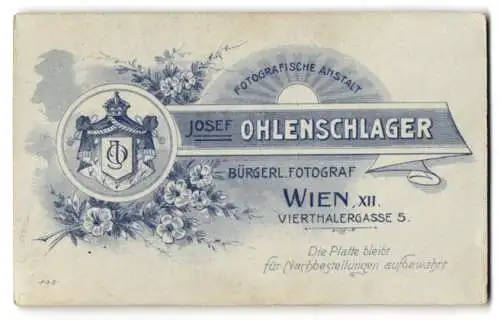 FOTOGRAFISCHE ANSTALT
JOSEF OHLENSCHLAGER
BÜRGERL. FOTOGRAF
WIEN, XII.
VIERTHALERGASSE 5.
Die Platte bleibt
für Nachbestellungen aufbewahrt